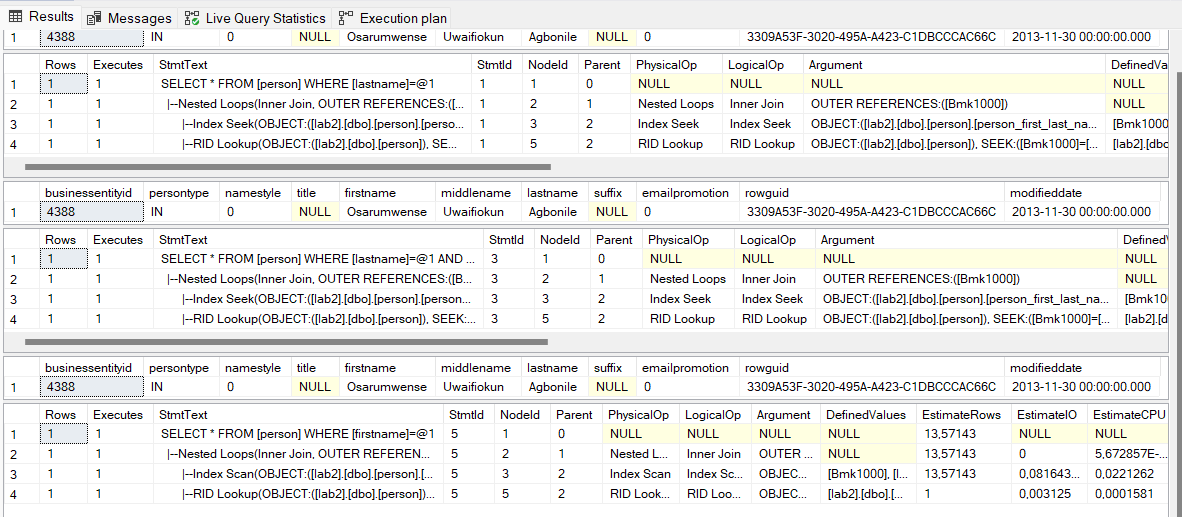 Results Messages Live Query Statistics Execution plan
1 4388 IN 0 NULL Osarumwense Uwaifiokun Agbonile NULL 0 3309A53F-3020-495A-A423-C1DBCCCAC66C 2013-11-30 00:00:00.000
Rows Executes StmtText StmtId NodeId Parent PhysicalOp LogicalOp Argument DefinedVa
1 1 1 SELECT * FROM [person] WHERE [lastname]=@1 1 1 0 NULL NULL NULL NULL
2 1 1 |--Nested Loops(Inner Join, OUTER REFERENCES:([... 1 2 1 Nested Loops Inner Join OUTER REFERENCES:([Bmk1000]) NULL
3 1 1 |--Index Seek(OBJECT:([lab2].[dbo].[person].[perso... 1 3 2 Index Seek Index Seek OBJECT:([lab2].[dbo].[person].[person_first_last_na... [Bmk1000
4 1 1 |--RID Lookup(OBJECT:([lab2].[dbo].[person]), SE... 1 5 2 RID Lookup RID Lookup OBJECT:([lab2].[dbo].[person]), SEEK:([Bmk1000]=[... [lab2].[db
businessentityid persontype namestyle title firstname middlename lastname suffix emailpromotion rowguid modifieddate
1 4388 IN 0 NULL Osarumwense Uwaifiokun Agbonile NULL 0 3309A53F-3020-495A-A423-C1DBCCCAC66C 2013-11-30 00:00:00.000
Rows Executes StmtText StmtId NodeId Parent PhysicalOp LogicalOp Argument DefinedV
1 1 1 SELECT * FROM [person] WHERE [lastname]=@1 AND ... 3 1 0 NULL NULL NULL NULL
2 1 1 |--Nested Loops(Inner Join, OUTER REFERENCES:([B... 3 2 1 Nested Loops Inner Join OUTER REFERENCES:([Bmk1000]) NULL
3 1 1 |--Index Seek(OBJECT:([lab2].[dbo].[person].[person... 3 3 2 Index Seek Index Seek OBJECT:([lab2].[dbo].[person].[person_first_last_na... [Bmk10
4 1 1 |--RID Lookup(OBJECT:([lab2].[dbo].[person]), SEEK:... 3 5 2 RID Lookup RID Lookup OBJECT:([lab2].[dbo].[person]), SEEK:([Bmk1000]=[... [lab2].[d
businessentityid persontype namestyle title firstname middlename lastname suffix emailpromotion rowguid modifieddate
1 4388 IN 0 NULL Osarumwense Uwaifiokun Agbonile NULL 0 3309A53F-3020-495A-A423-C1DBCCCAC66C 2013-11-30 00:00:00.000
Rows Executes StmtText StmtId NodeId Parent PhysicalOp LogicalOp Argument DefinedValues EstimateRows EstimateIO EstimateCPU
1 1 1 SELECT * FROM [person] WHERE [firstname]=@1 5 1 0 NULL NULL NULL NULL 13,57143 NULL NULL
2 1 1 |--Nested Loops(Inner Join, OUTER REFEREN... 5 2 1 Nested L... Inner Join OUTER ... NULL 13,57143 0 5,672857E-...
3 1 1 |--Index Scan(OBJECT:([lab2].[dbo].[person].[... 5 3 2 Index Scan Index Sc... OBJEC... [Bmk1000], [l... 13,57143 0,081643... 0,0221262
4 1 1 |--RID Lookup(OBJECT:([lab2].[dbo].[person])... 5 5 2 RID Look... RID Loo... OBJEC... [lab2].[dbo].[... 1 0,003125 0,0001581